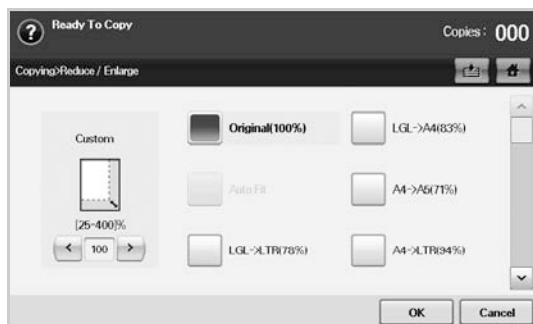 ?
Ready To Copy
Copies : 000
Copying>Reduce / Enlarge
Custom
[25-400]%
< 100 >
Original(100%)
Auto Fit
LGL->LTR(78%)
LGL->A4(83%)
A4->A5(71%)
A4->LTR(94%)
OK
Cancel